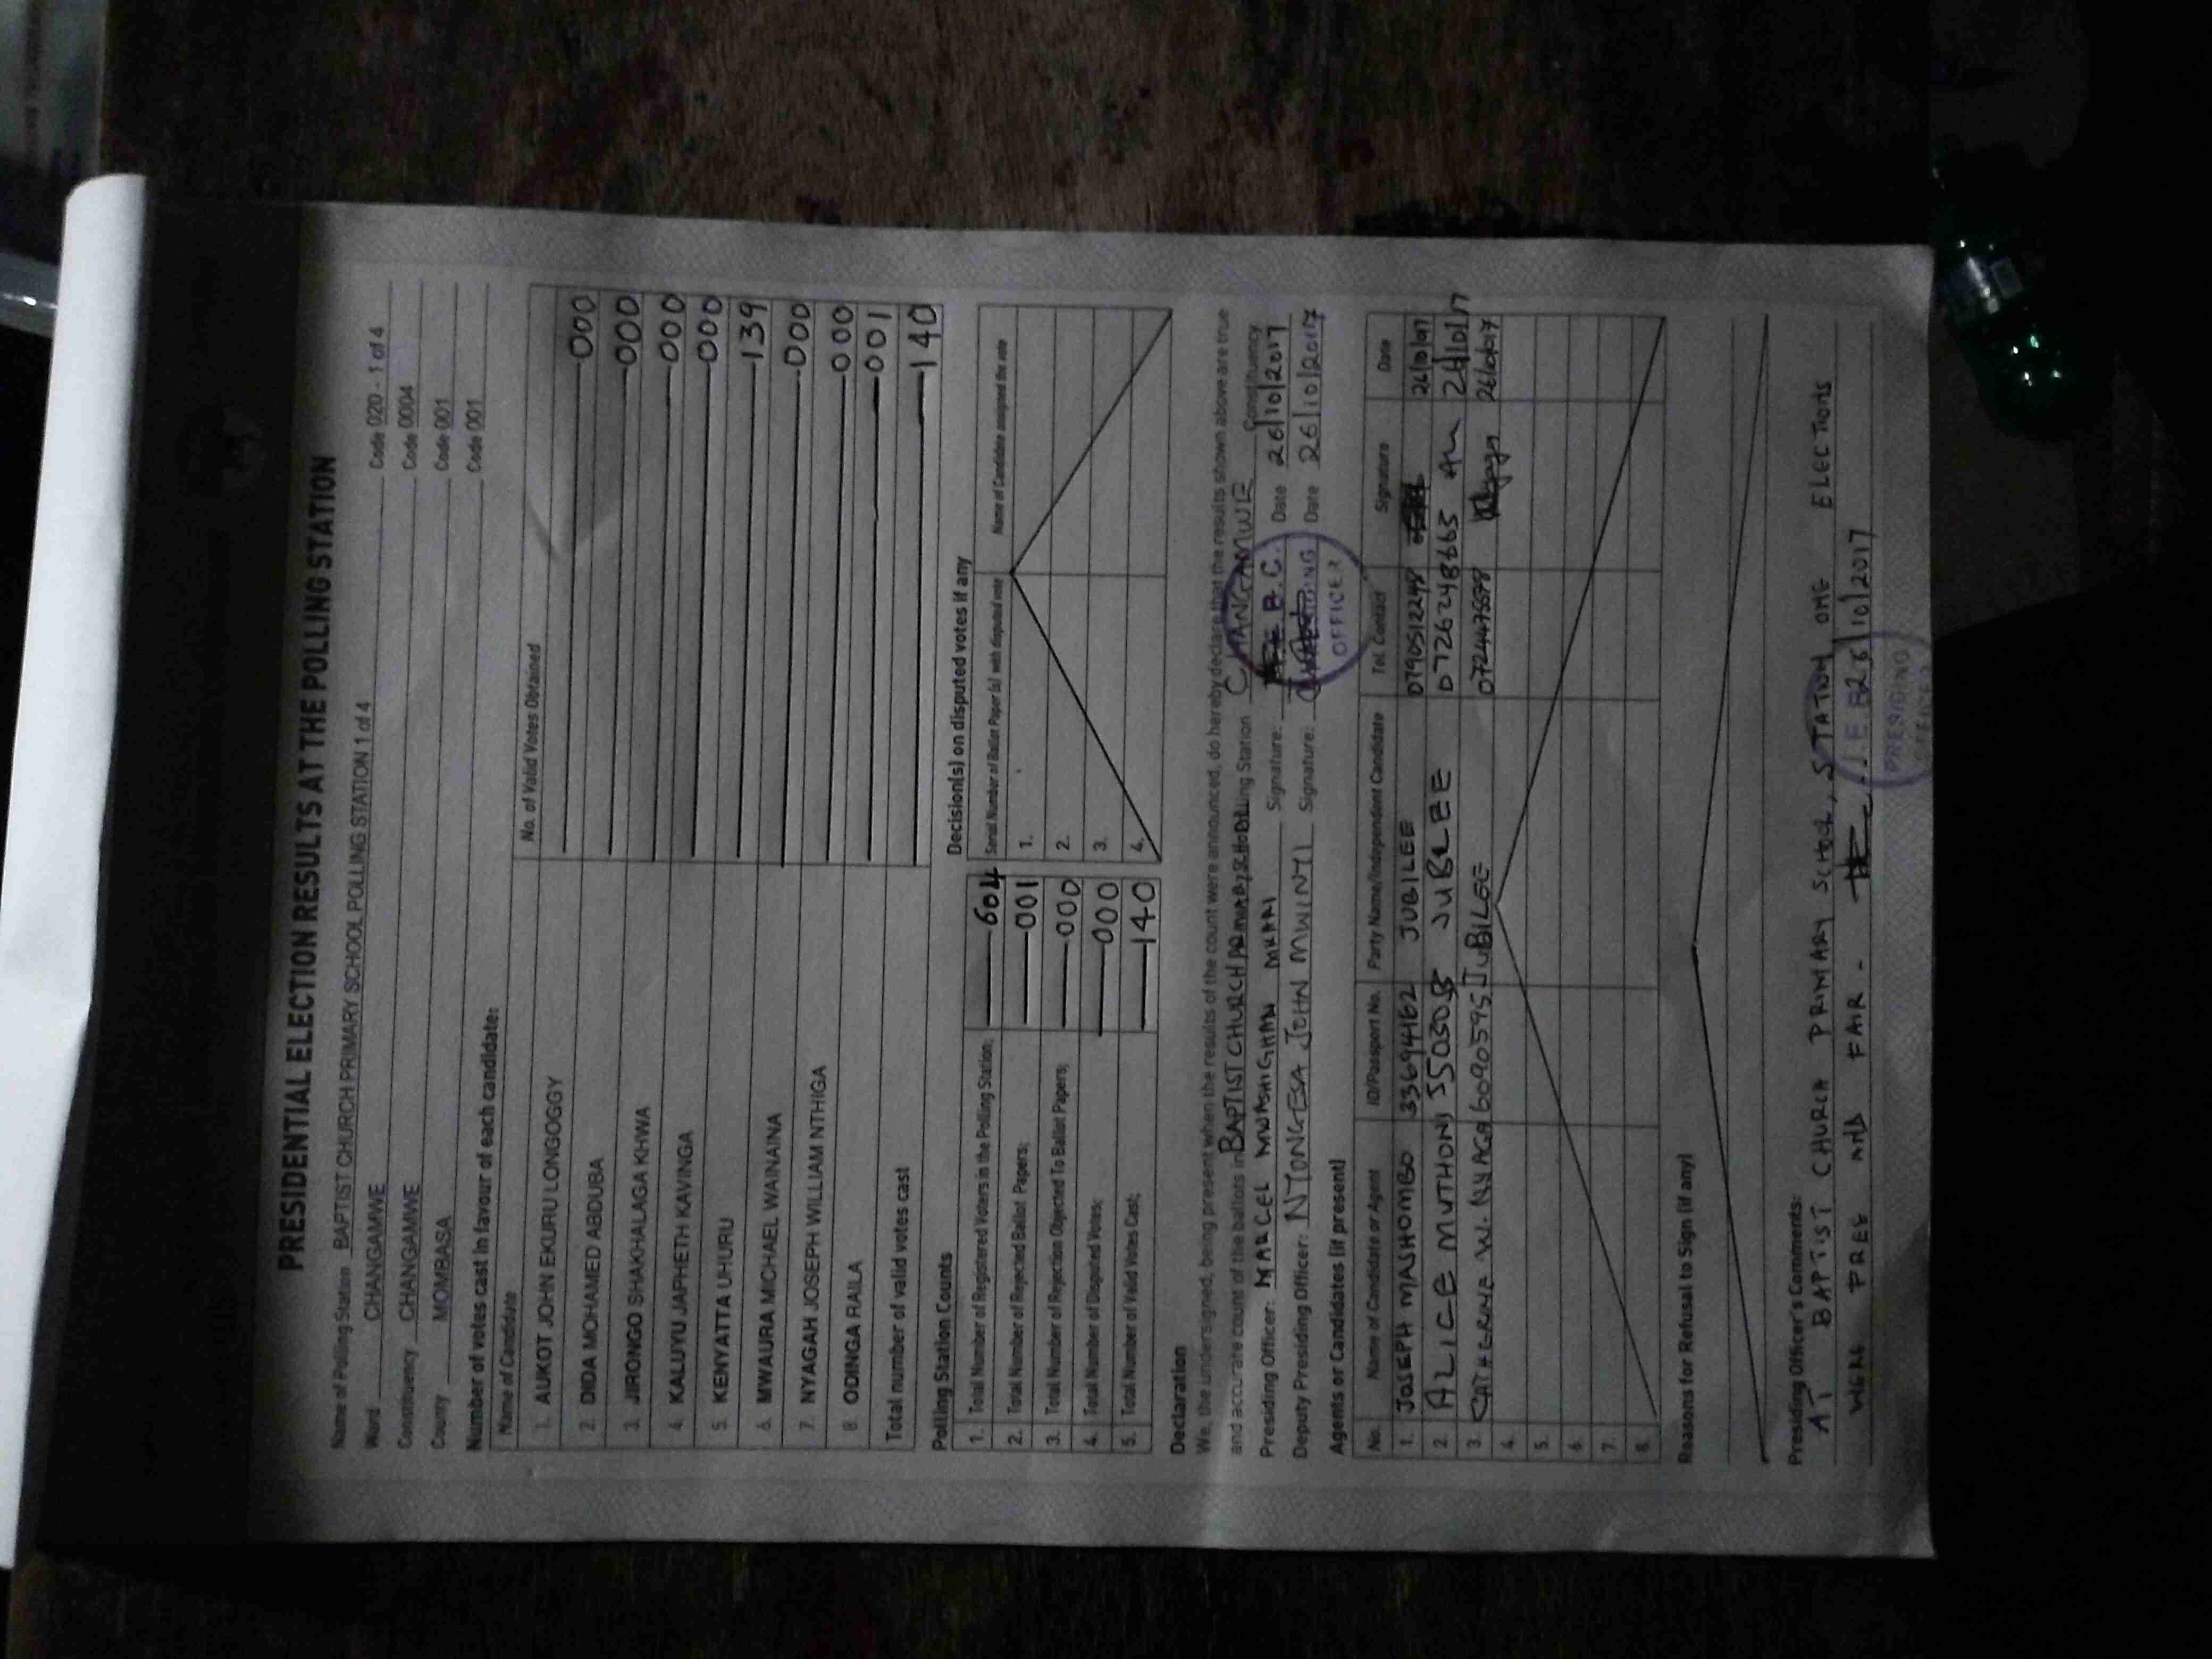 PRESIDENTIAL ELECTION RESULTS AT THE POLLING STATION
Name of Polling Station BAPTIST CHURCH PRIMARY SCHOOL POLLING STATION 1 of 4 Code 020 - 1 of 4
Ward CHANGAMWE Code 0004
Constituency CHANGAMWE Code 001
County MOMBASA Code 001
Number of votes cast in favour of each candidate:
Name of Candidate No. of Valid Votes Obtained
1. AUKOT JOHN EKURU LONGOGGY 000
2. DIDA MOHAMED ABDUBA 000
3. JIRONGO SHAKHALAGA KHWA 000
4. KALUYU JAPHETH KAVINGA 000
5. KENYATTA UHURU 139
6. MWAURA MICHAEL WAINAINA 000
7. NYAGAH JOSEPH WILLIAM NTHIGA 000
8. ODINGA RAILA 001
Total number of valid votes cast 140
Polling Station Counts
1. Total Number of Registered Voters in the Polling Station; 604
2. Total Number of Rejected Ballot Papers; 001
3. Total Number of Rejection Objected To Ballot Papers; 000
4. Total Number of Disputed Votes; 000
5. Total Number of Valid Votes Cast; 140
Decision(s) on disputed votes if any
Serial Number of Ballot Paper (s) with disputed vote Name of Candidate assigned the vote
1.
2.
3.
4.
Declaration
We, the undersigned, being present when the results of the count were announced, do hereby declare that the results shown above are true
and accurate count of the ballots in BAPTIST CHURCH PRIMARY SCHOOL Polling Station CHANGAMWE Constituency
Presiding Officer: MARCEL MWASHIGHADI Signature: Date 26/10/2017
Deputy Presiding Officer: NTONGESA JOHN MWINYI Signature: Date 26/10/2017
I.E.B.C.
PRESIDING
OFFICER
Agents or Candidates (if present)
No. Name of Candidate or Agent ID/Passport No. Party Name/Independent Candidate Tel. Contact Signature Date
1. JOSEPH MASHOMBO 33694462 JUBILEE 0790512248 26/10/17
2. ALICE MUTHONI JUBLEE 26/10/17
3. CATHERINE W. NYAGA 6090595 JUBILEE 26/10/17
4.
5.
6.
7.
8.
Reasons for Refusal to Sign (if any)
Presiding Officer's Comments:
AT BAPTIST CHURCH PRIMARY SCHOOL, STATION ONE ELECTIONS
WERE FREE AND FAIR - 26/10/2017
I.E.B.
PRESIDING
OFFICER